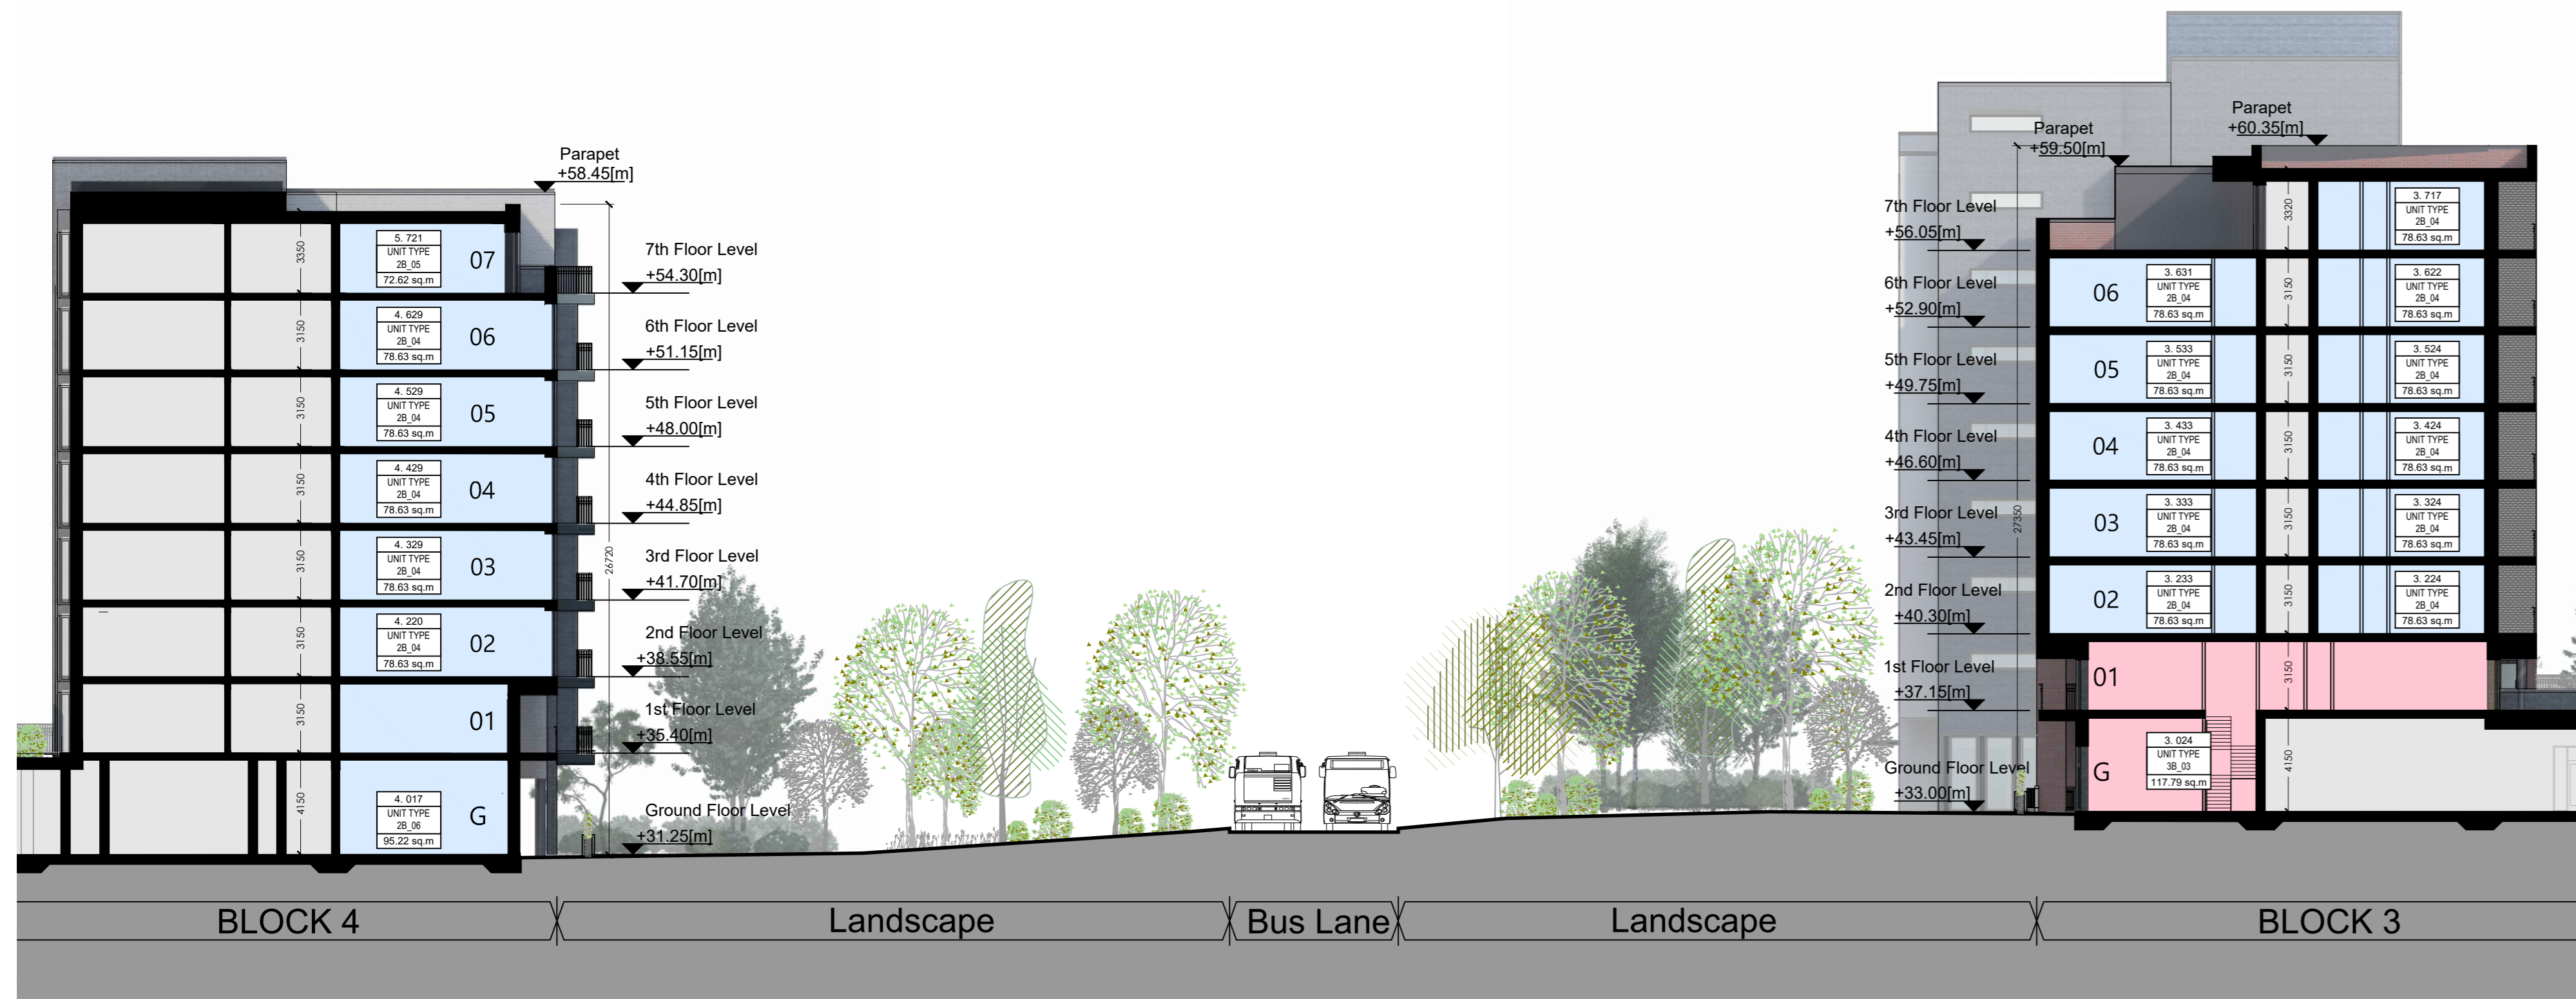 Parapet
+58.45[m]
26720
5. 721
UNIT TYPE
2B_05
72.62 sq.m
07
3350
7th Floor Level
+54.30[m]
4. 629
UNIT TYPE
2B_04
78.63 sq.m
06
3150
6th Floor Level
+51.15[m]
4. 529
UNIT TYPE
2B_04
78.63 sq.m
05
3150
5th Floor Level
+48.00[m]
4. 429
UNIT TYPE
2B_04
78.63 sq.m
04
3150
4th Floor Level
+44.85[m]
4. 329
UNIT TYPE
2B_04
78.63 sq.m
03
3150
3rd Floor Level
+41.70[m]
4. 220
UNIT TYPE
2B_04
78.63 sq.m
02
3150
2nd Floor Level
+38.55[m]
01
3150
1st Floor Level
+35.40[m]
4. 017
UNIT TYPE
2B_06
95.22 sq.m
G
4150
Ground Floor Level
+31.25[m]
Parapet
+59.50[m]
Parapet
+60.35[m]
27350
7th Floor Level
+56.05[m]
3320
3. 717
UNIT TYPE
2B_04
78.63 sq.m
6th Floor Level
+52.90[m]
06
3. 631
UNIT TYPE
2B_04
78.63 sq.m
3150
3. 622
UNIT TYPE
2B_04
78.63 sq.m
5th Floor Level
+49.75[m]
05
3. 533
UNIT TYPE
2B_04
78.63 sq.m
3150
3. 524
UNIT TYPE
2B_04
78.63 sq.m
4th Floor Level
+46.60[m]
04
3. 433
UNIT TYPE
2B_04
78.63 sq.m
3150
3. 424
UNIT TYPE
2B_04
78.63 sq.m
3rd Floor Level
+43.45[m]
03
3. 333
UNIT TYPE
2B_04
78.63 sq.m
3150
3. 324
UNIT TYPE
2B_04
78.63 sq.m
2nd Floor Level
+40.30[m]
02
3. 233
UNIT TYPE
2B_04
78.63 sq.m
3150
3. 224
UNIT TYPE
2B_04
78.63 sq.m
1st Floor Level
+37.15[m]
01
3150
Ground Floor Level
+33.00[m]
G
3. 024
UNIT TYPE
3B_03
117.79 sq.m
4150
BLOCK 4
Landscape
Bus Lane
Landscape
BLOCK 3